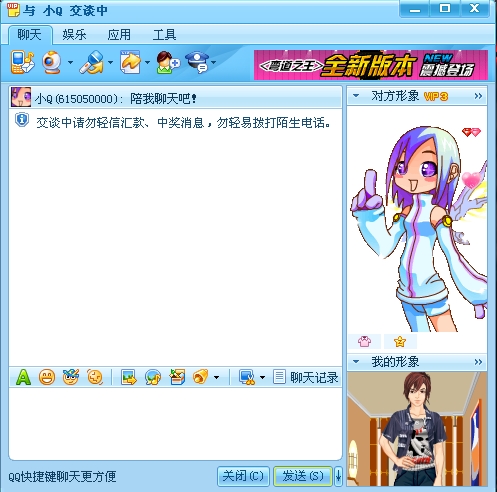 VIP 与 小Q 交谈中
聊天 娱乐 应用 工具
弯道之王 全新版本 NEW 震撼登场
小Q(615050000): 陪我聊天吧!
交谈中请勿轻信汇款、中奖消息，勿轻易拨打陌生电话。
对方形象 VIP3
我的形象
A 聊天记录
QQ快捷键聊天更方便 关闭(C) 发送(S)